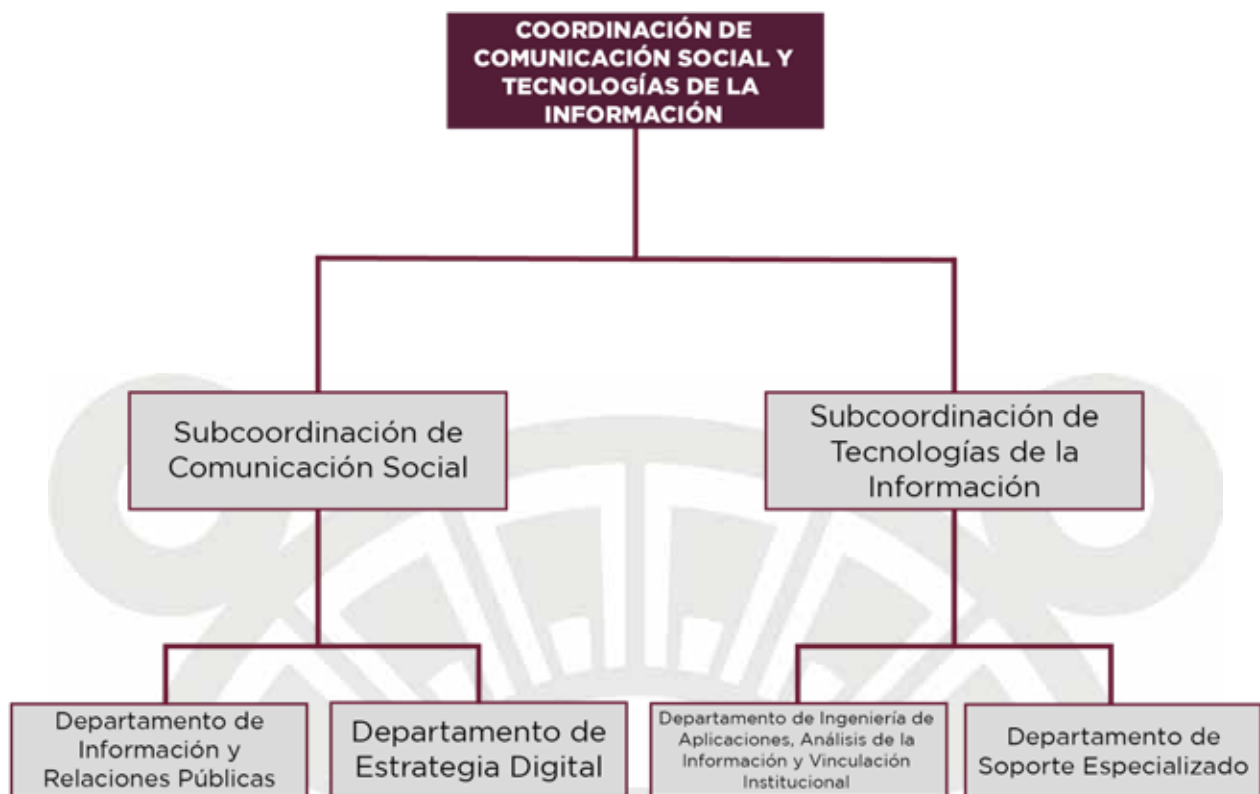 COORDINACIÓN DE
COMUNICACIÓN SOCIAL Y
TECNOLOGÍAS DE LA
INFORMACIÓN
Subcoordinación de
Comunicación Social
Subcoordinación de
Tecnologías de la
Información
Departamento de
Información y
Relaciones Públicas
Departamento de
Estrategia Digital
Departamento de Ingeniería de
Aplicaciones, Análisis de la
Información y Vinculación
Institucional
Departamento de
Soporte Especializado